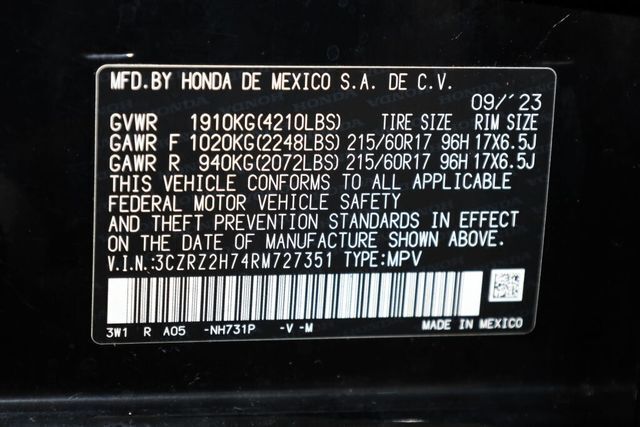 MFD.BY HONDA DE MEXICO S.A. DE C.V.
09/'23
GVWR 1910KG(4210LBS) TIRE SIZE RIM SIZE
GAWR F 1020KG(2248LBS) 215/60R17 96H 17X6.5J
GAWR R 940KG(2072LBS) 215/60R17 96H 17X6.5J
THIS VEHICLE CONFORMS TO ALL APPLICABLE
FEDERAL MOTOR VEHICLE SAFETY
AND THEFT PREVENTION STANDARDS IN EFFECT
ON THE DATE OF MANUFACTURE SHOWN ABOVE.
V.I.N.:3CZRZ2H74RM727351 TYPE:MPV
3W1 R A05 -NH731P -V -M
MADE IN MEXICO